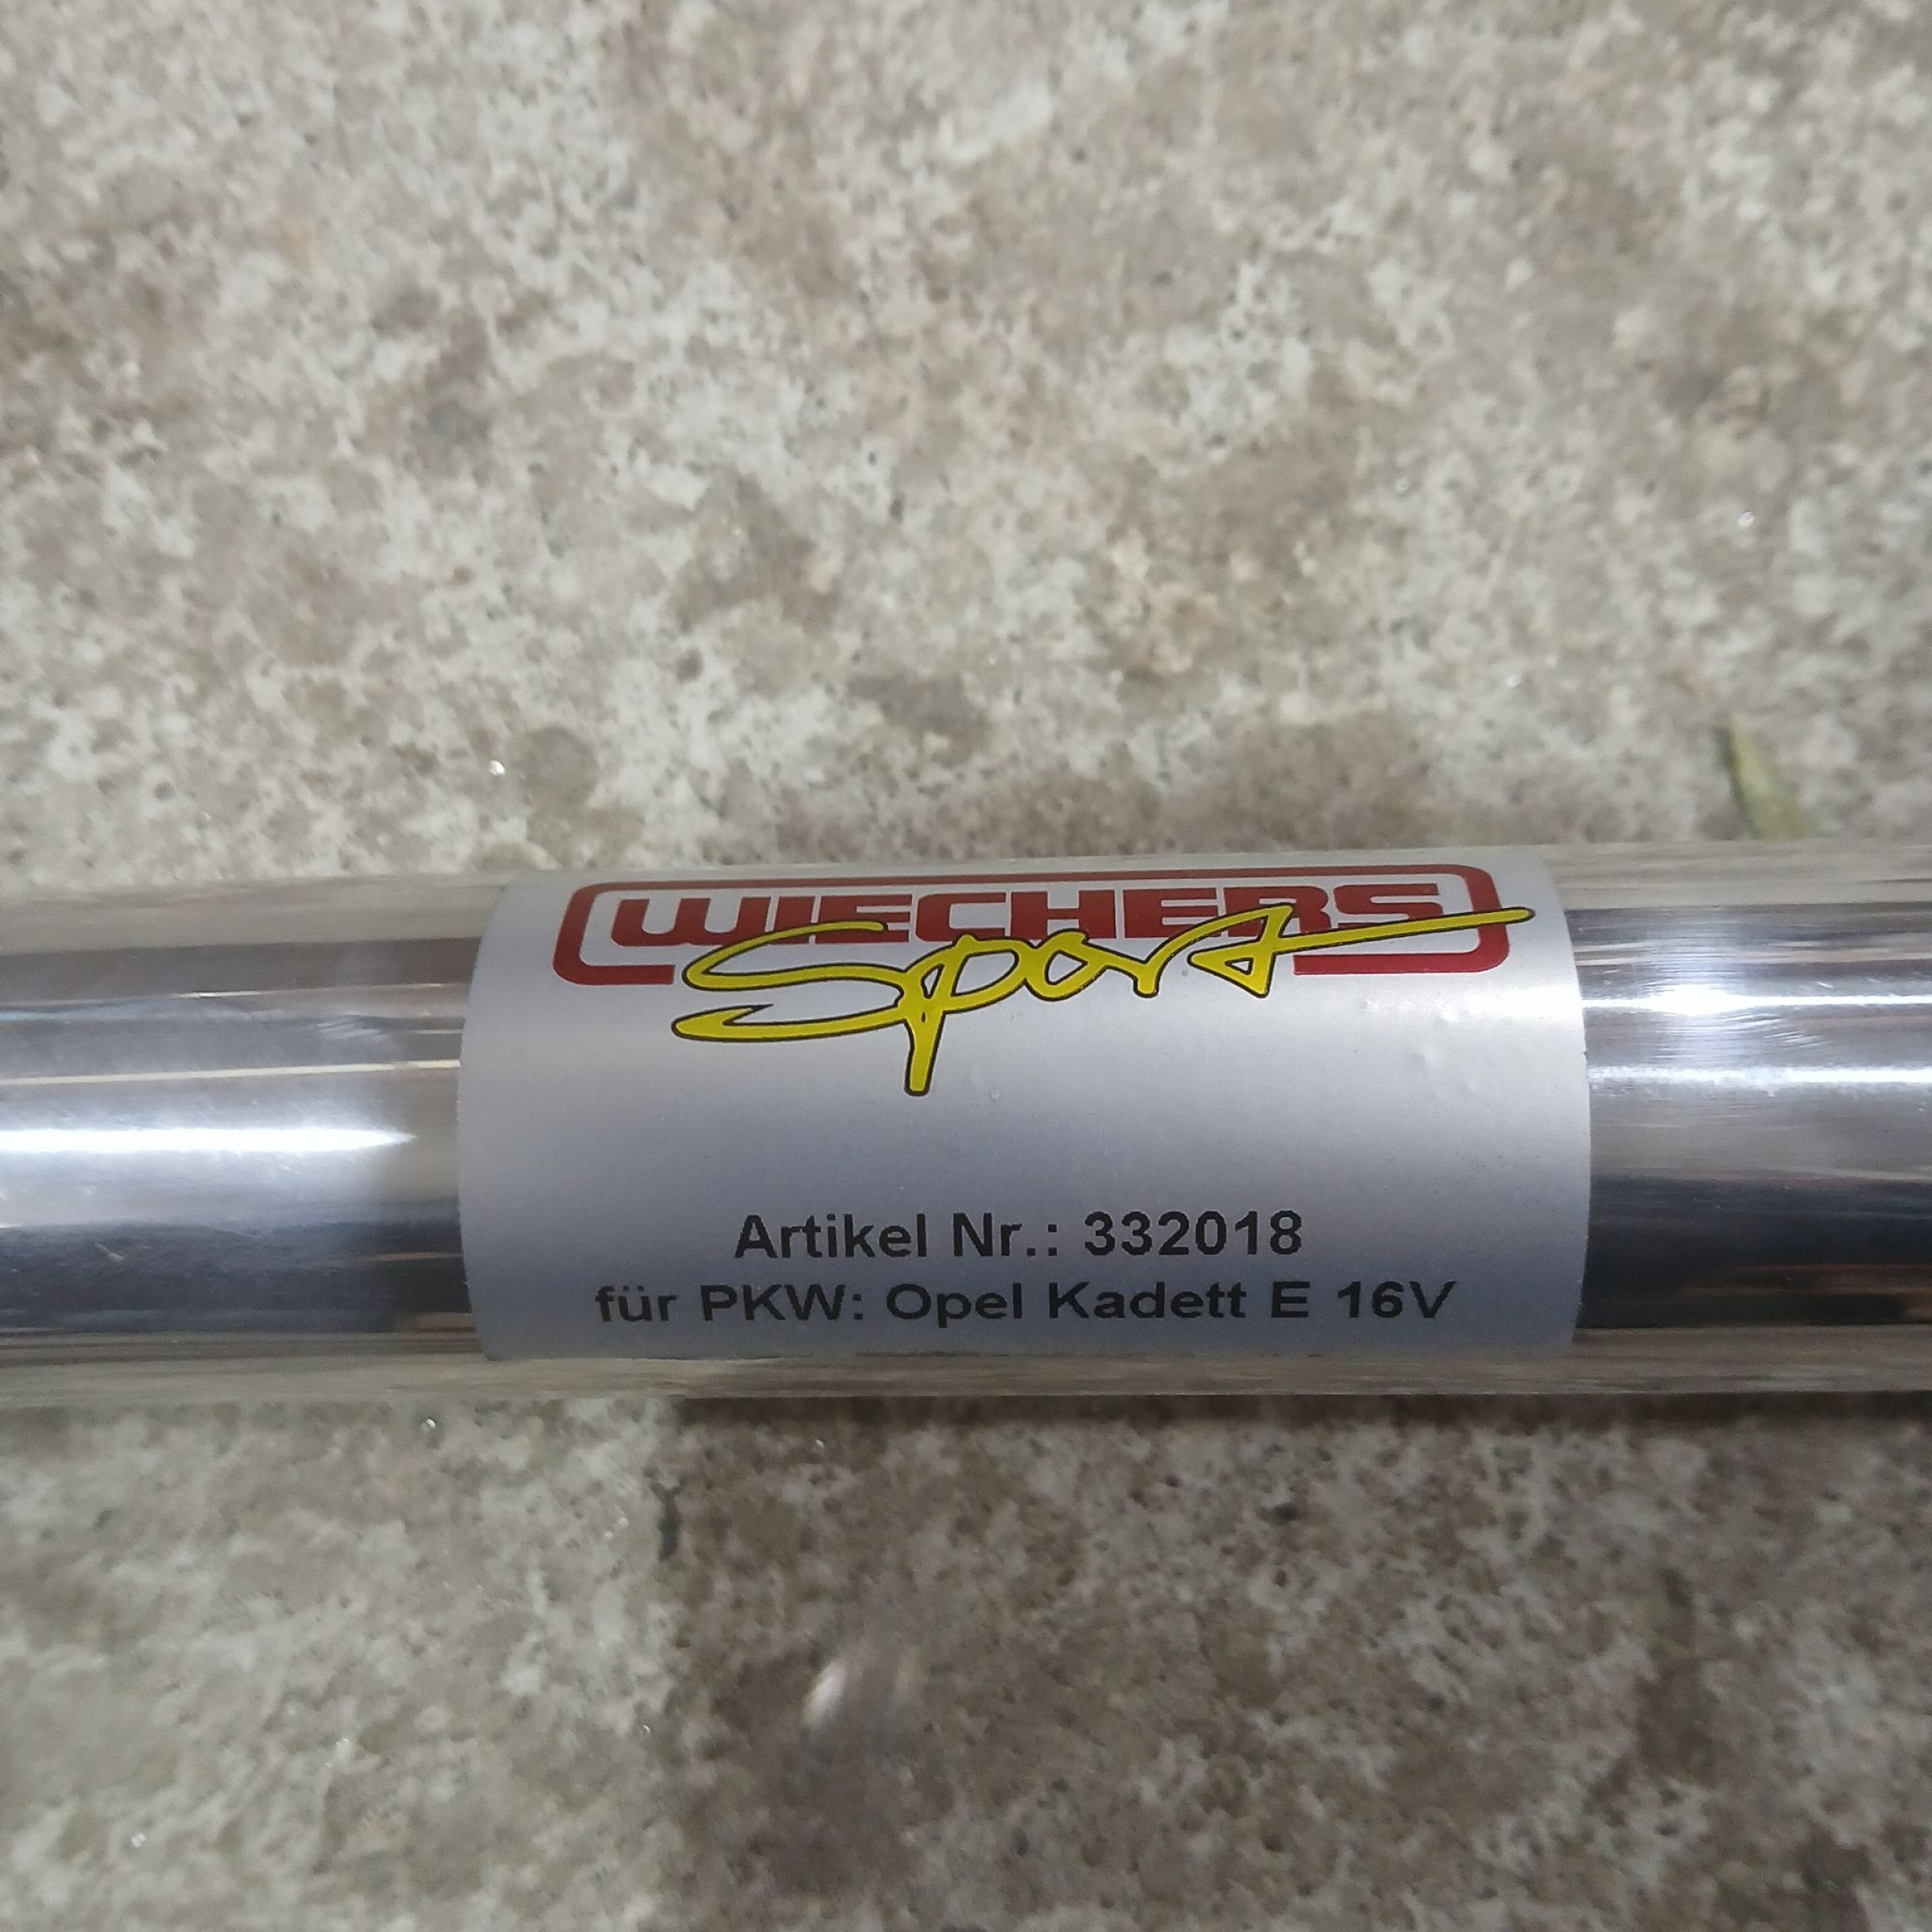 WIECHERS
Sport
Artikel Nr.: 332018
für PKW: Opel Kadett E 16V